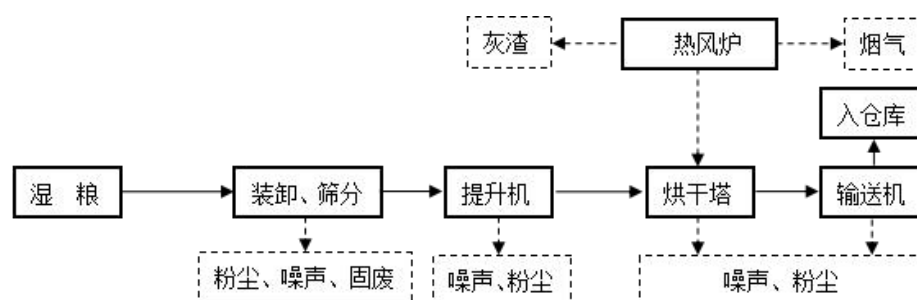 灰渣
热风炉
烟气
入仓库
湿 粮
装卸、筛分
提升机
烘干塔
输送机
粉尘、噪声、固废
噪声、粉尘
噪声、粉尘